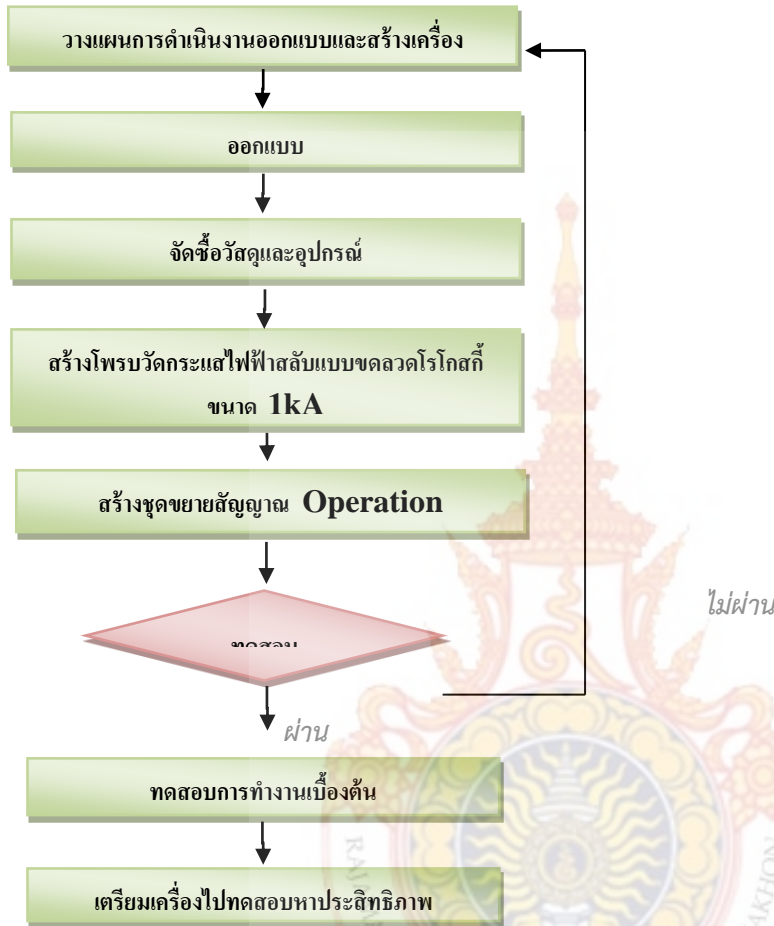 วางแผนการดำเนินงานออกแบบและสร้างเครื่อง
ออกแบบ
จัดซื้อวัสดุและอุปกรณ์
สร้างโพรบวัดกระแสไฟฟ้าสลับแบบขดลวดโรโกสกี้
ขนาด 1kA
สร้างชุดขยายสัญญาณ Operation
ไม่ผ่าน
ทดสอบ
ผ่าน
ทดสอบการทำงานเบื้องต้น
เตรียมเครื่องไปทดสอบหาประสิทธิภาพ